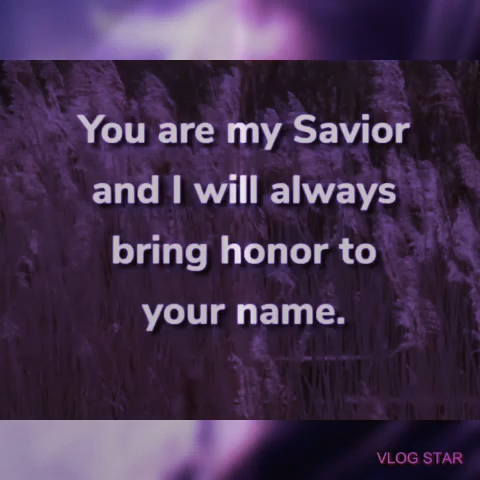 You are my Savior
and I will always
bring honor to
your name.
VLOG STAR